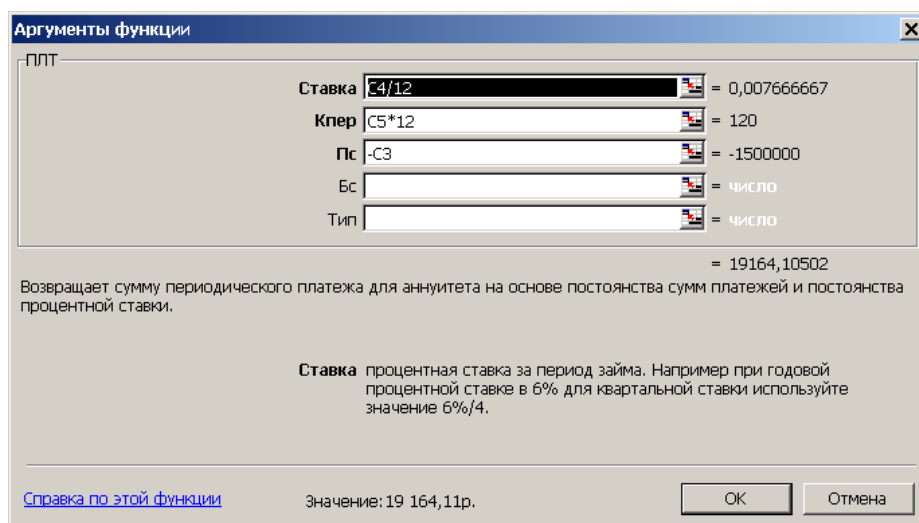 Аргументы функции
ПЛТ
Ставка C4/12 = 0,007666667
Кпер C5*12 = 120
Пс -C3 = -1500000
Бс = число
Тип = число
= 19164,10502
Возвращает сумму периодического платежа для аннуитета на основе постоянства сумм платежей и постоянства
процентной ставки.
Ставка процентная ставка за период займа. Например при годовой
процентной ставке в 6% для квартальной ставки используйте
значение 6%/4.
Справка по этой функции Значение:19 164,11р. OK Отмена